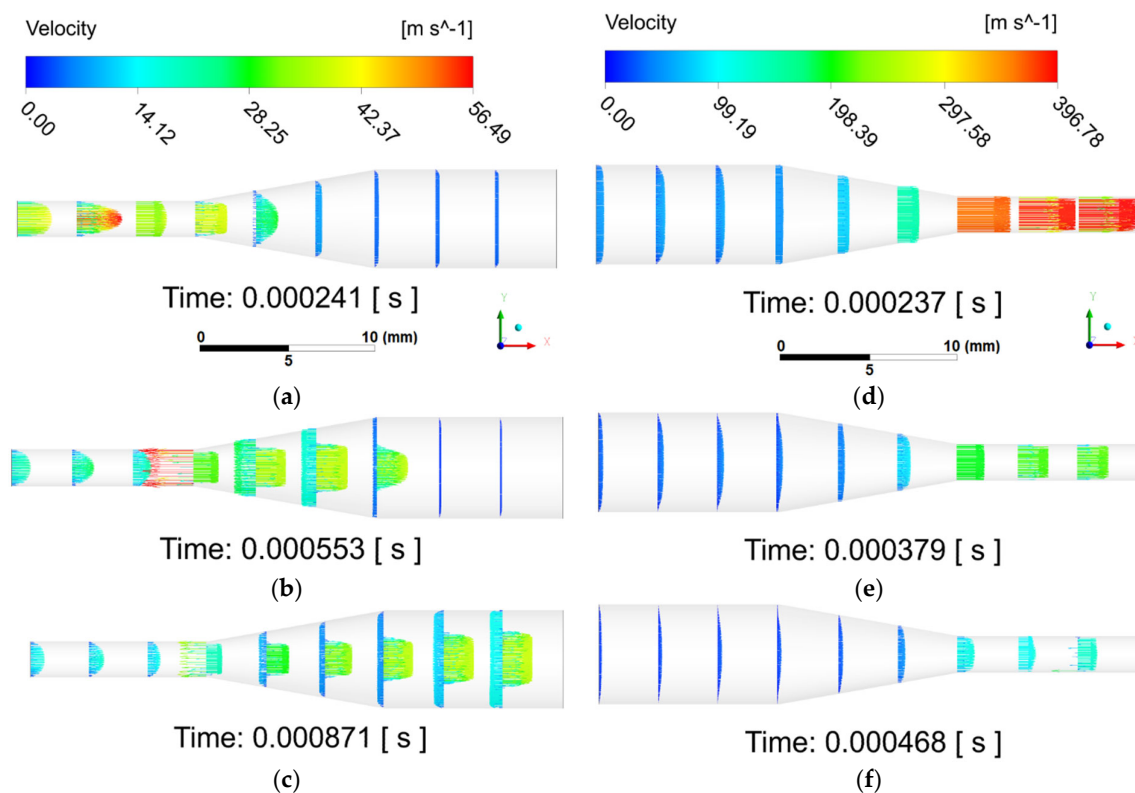 Velocity [m s^-1]
0.00 14.12 28.25 42.37 56.49
Time: 0.000241 [ s ]
0 10 (mm)
5
Y
X
(a)
Time: 0.000553 [ s ]
(b)
Time: 0.000871 [ s ]
(c)
Velocity [m s^-1]
0.00 99.19 198.39 297.58 396.78
Time: 0.000237 [ s ]
0 10 (mm)
5
Y
(d)
Time: 0.000379 [ s ]
(e)
Time: 0.000468 [ s ]
(f)